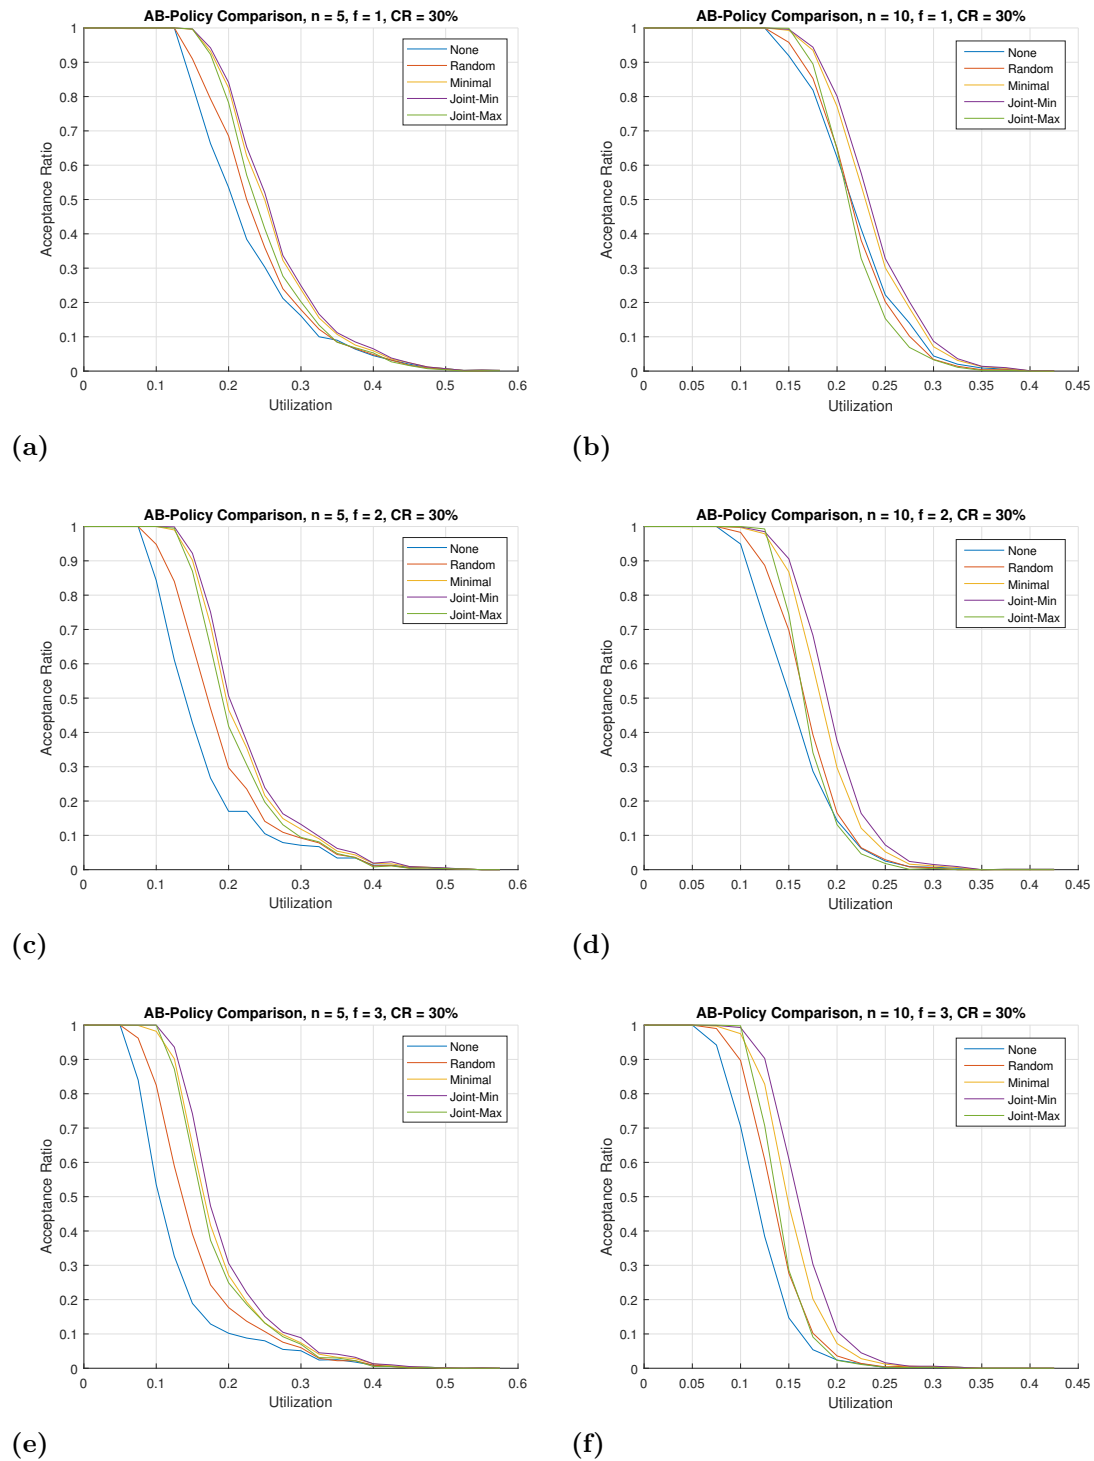 AB-Policy Comparison, n = 5, f = 1, CR = 30%
Acceptance Ratio
1
0.9
0.8
0.7
0.6
0.5
0.4
0.3
0.2
0.1
0
None
Random
Minimal
Joint-Min
Joint-Max
0 0.1 0.2 0.3 0.4 0.5 0.6
Utilization
(a)
AB-Policy Comparison, n = 10, f = 1, CR = 30%
Acceptance Ratio
1
0.9
0.8
0.7
0.6
0.5
0.4
0.3
0.2
0.1
0
None
Random
Minimal
Joint-Min
Joint-Max
0 0.05 0.1 0.15 0.2 0.25 0.3 0.35 0.4 0.45
Utilization
(b)
AB-Policy Comparison, n = 5, f = 2, CR = 30%
Acceptance Ratio
1
0.9
0.8
0.7
0.6
0.5
0.4
0.3
0.2
0.1
0
None
Random
Minimal
Joint-Min
Joint-Max
0 0.1 0.2 0.3 0.4 0.5 0.6
Utilization
(c)
AB-Policy Comparison, n = 10, f = 2, CR = 30%
Acceptance Ratio
1
0.9
0.8
0.7
0.6
0.5
0.4
0.3
0.2
0.1
0
None
Random
Minimal
Joint-Min
Joint-Max
0 0.05 0.1 0.15 0.2 0.25 0.3 0.35 0.4 0.45
Utilization
(d)
AB-Policy Comparison, n = 5, f = 3, CR = 30%
Acceptance Ratio
1
0.9
0.8
0.7
0.6
0.5
0.4
0.3
0.2
0.1
0
None
Random
Minimal
Joint-Min
Joint-Max
0 0.1 0.2 0.3 0.4 0.5 0.6
Utilization
(e)
AB-Policy Comparison, n = 10, f = 3, CR = 30%
Acceptance Ratio
1
0.9
0.8
0.7
0.6
0.5
0.4
0.3
0.2
0.1
0
None
Random
Minimal
Joint-Min
Joint-Max
0 0.05 0.1 0.15 0.2 0.25 0.3 0.35 0.4 0.45
Utilization
(f)